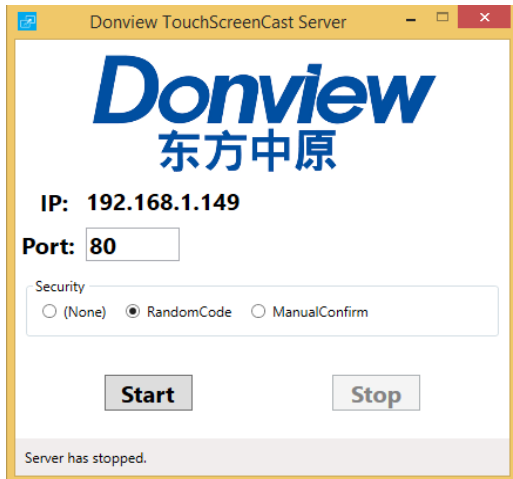 Donview TouchScreenCast Server
Donview
东方中原
IP: 192.168.1.149
Port: 80
Security
(None) RandomCode ManualConfirm
Start Stop
Server has stopped.